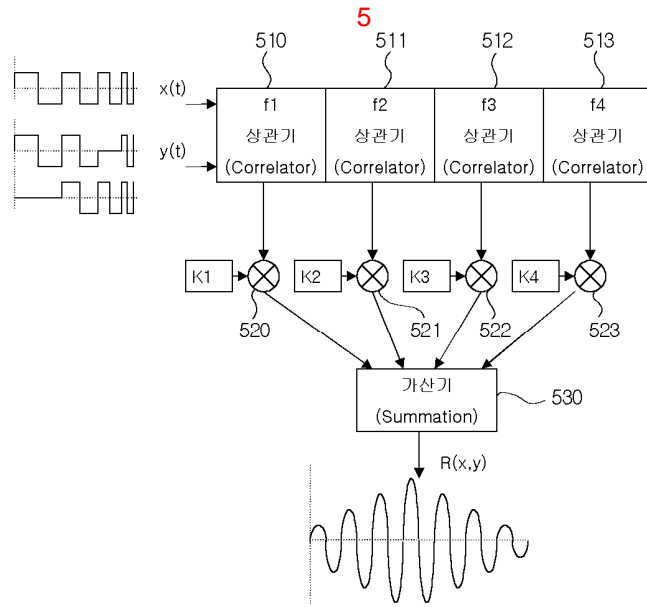 5
510 511 512 513
x(t)
y(t)
f1 f2 f3 f4
상관기 상관기 상관기 상관기
(Correlator) (Correlator) (Correlator) (Correlator)
K1 K2 K3 K4
520 521 522 523
가산기
(Summation)
530
R(x,y)